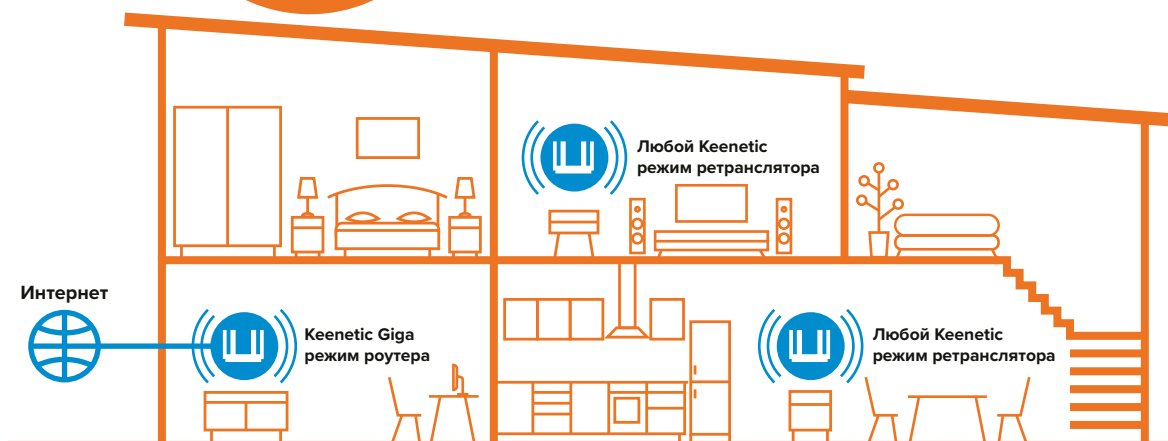 Любой Keenetic
режим ретранслятора
Интернет
Keenetic Giga
режим роутера
Любой Keenetic
режим ретранслятора